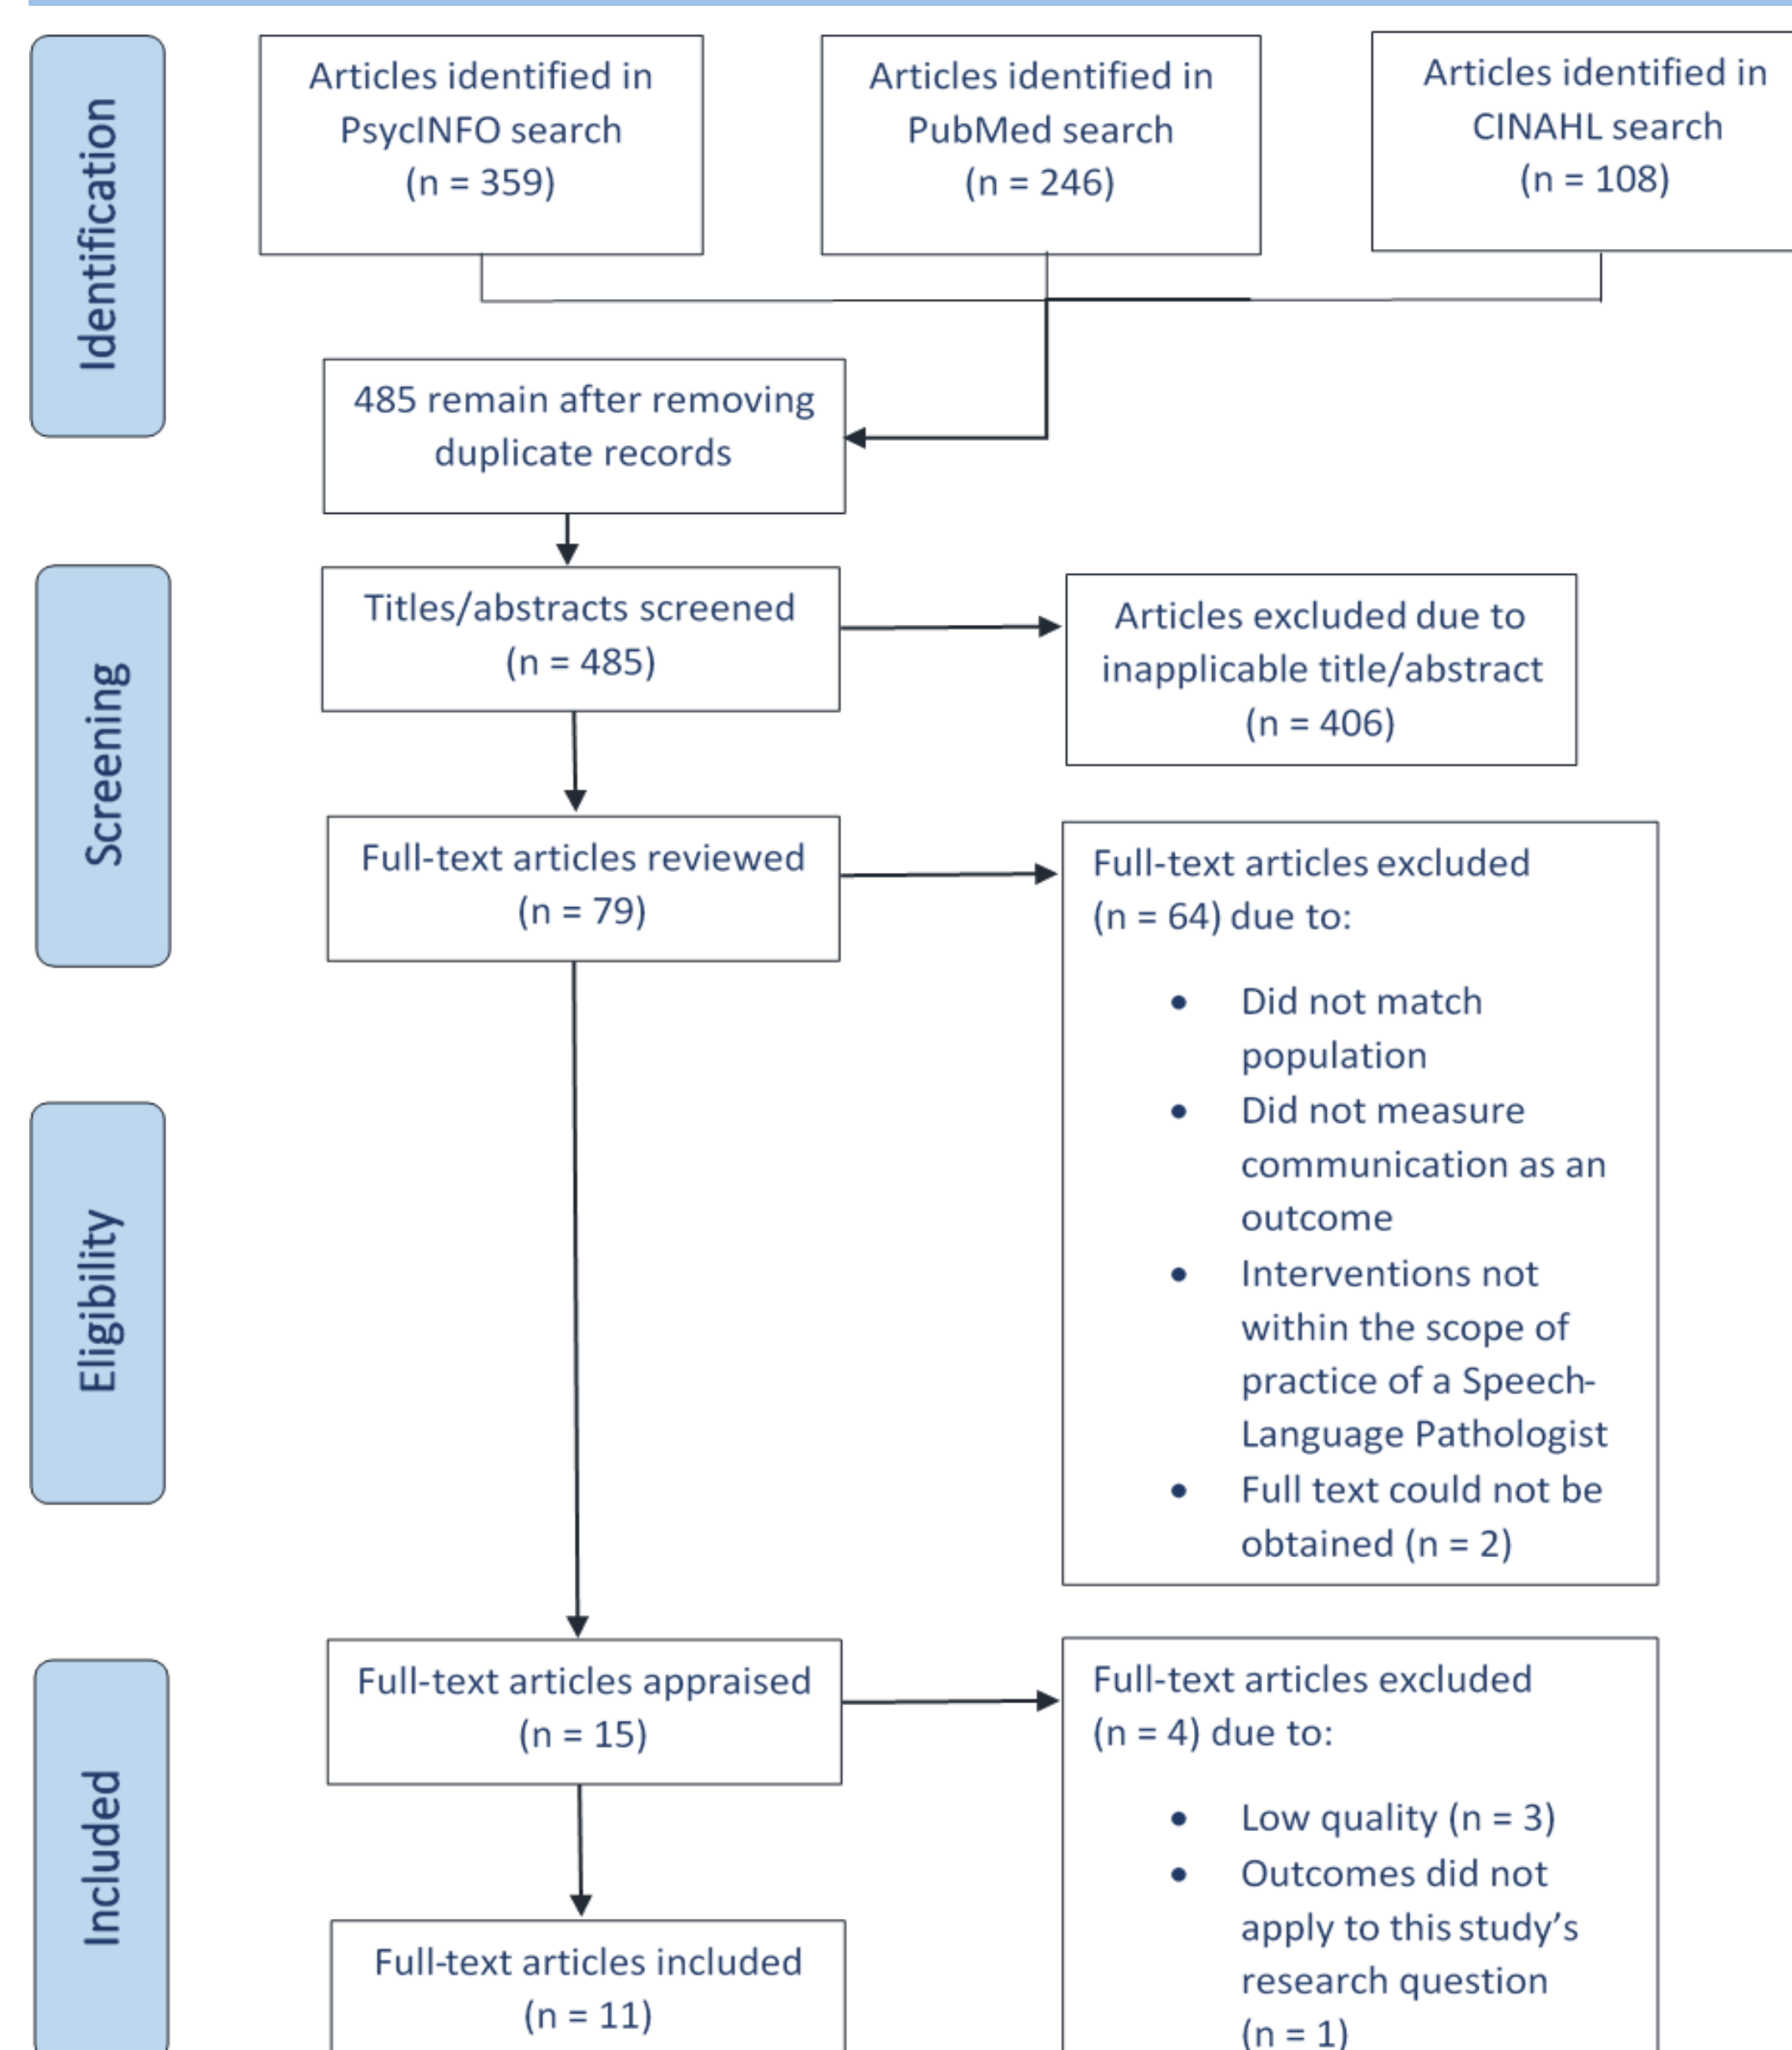 Identification
Articles identified in
PsycINFO search
(n = 359)
Articles identified in
PubMed search
(n = 246)
Articles identified in
CINAHL search
(n = 108)
485 remain after removing
duplicate records
Screening
Titles/abstracts screened
(n = 485)
Articles excluded due to
inapplicable title/abstract
(n = 406)
Full-text articles reviewed
(n = 79)
Full-text articles excluded
(n = 64) due to:
• Did not match
population
• Did not measure
communication as an
outcome
• Interventions not
within the scope of
practice of a Speech-
Language Pathologist
• Full text could not be
obtained (n = 2)
Eligibility
Included
Full-text articles appraised
(n = 15)
Full-text articles excluded
(n = 4) due to:
• Low quality (n = 3)
• Outcomes did not
apply to this study’s
research question
(n = 1)
Full-text articles included
(n = 11)